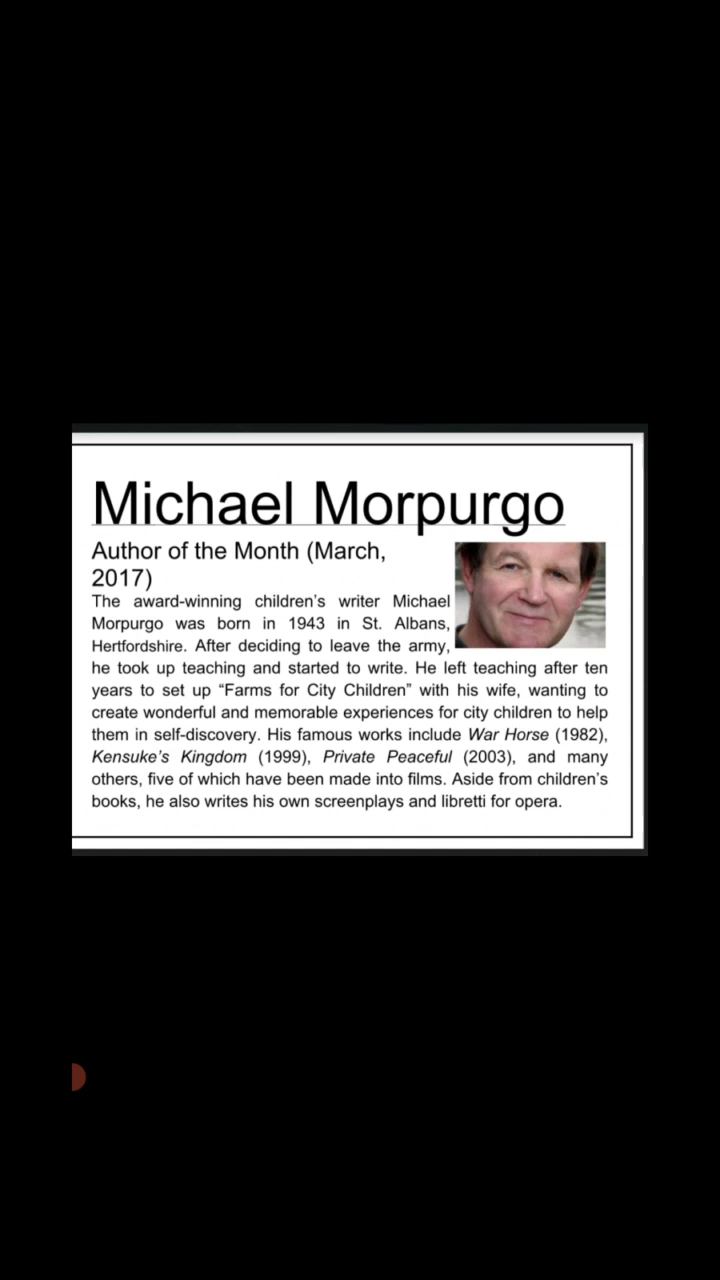 Michael Morpurgo
Author of the Month (March,
2017)
The award-winning children’s writer Michael
Morpurgo was born in 1943 in St. Albans,
Hertfordshire. After deciding to leave the army,
he took up teaching and started to write. He left teaching after ten
years to set up “Farms for City Children” with his wife, wanting to
create wonderful and memorable experiences for city children to help
them in self-discovery. His famous works include War Horse (1982),
Kensuke’s Kingdom (1999), Private Peaceful (2003), and many
others, five of which have been made into films. Aside from children’s
books, he also writes his own screenplays and libretti for opera.